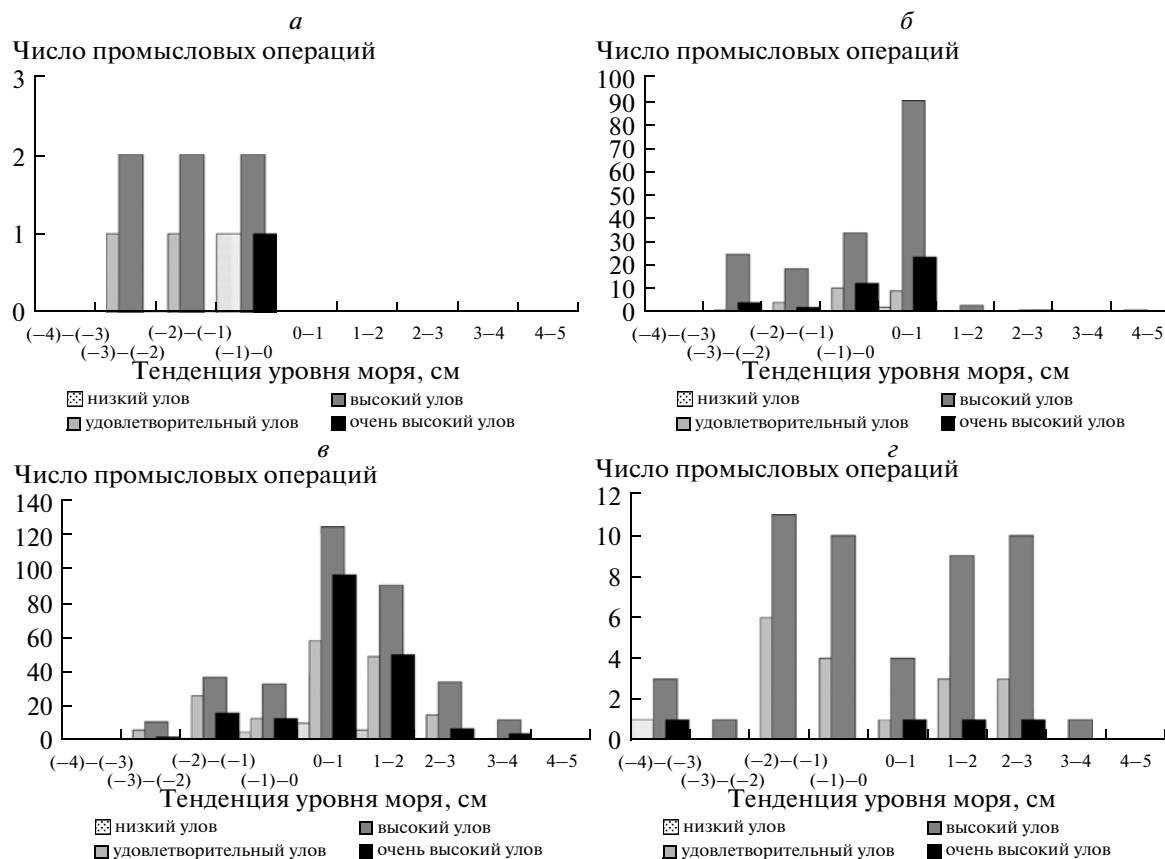 а
Число промысловых операций
3
2
1
0
(−4)−(−3) (−2)−(−1) 0−1 1−2 2−3 3−4 4−5
(−3)−(−2) (−1)−0
Тенденция уровня моря, см
низкий улов высокий улов
удовлетворительный улов очень высокий улов
б
Число промысловых операций
100
90
80
70
60
50
40
30
20
10
0
(−4)−(−3) (−2)−(−1) 0−1 1−2 2−3 3−4 4−5
(−3)−(−2) (−1)−0
Тенденция уровня моря, см
низкий улов высокий улов
удовлетворительный улов очень высокий улов
в
Число промысловых операций
140
120
100
80
60
40
20
0
(−4)−(−3) (−2)−(−1) 0−1 1−2 2−3 3−4 4−5
(−3)−(−2) (−1)−0
Тенденция уровня моря, см
низкий улов высокий улов
удовлетворительный улов очень высокий улов
г
Число промысловых операций
12
10
8
6
4
2
0
(−4)−(−3) (−2)−(−1) 0−1 1−2 2−3 3−4 4−5
(−3)−(−2) (−1)−0
Тенденция уровня моря, см
низкий улов высокий улов
удовлетворительный улов очень высокий улов